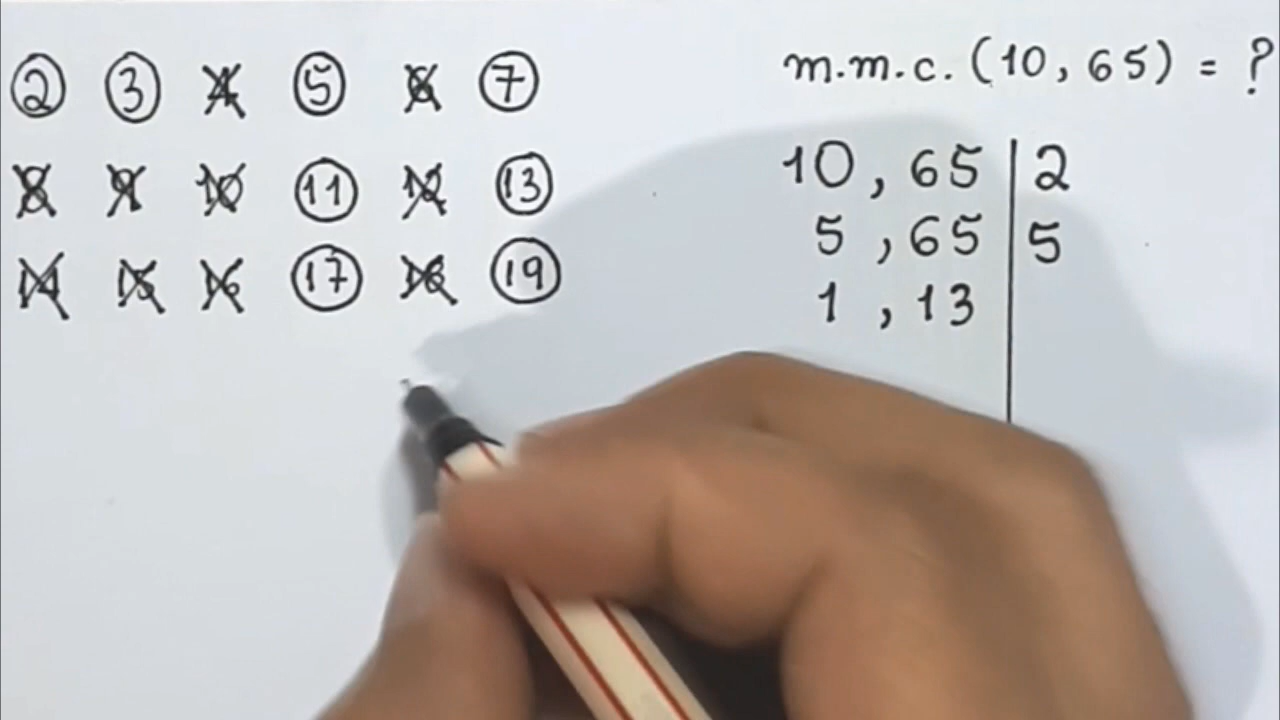 2 3 4 5 6 7
8 9 10 11 12 13
14 15 16 17 18 19
m.m.c. (10, 65) = ?
10, 65 | 2
5, 65 | 5
1, 13 |